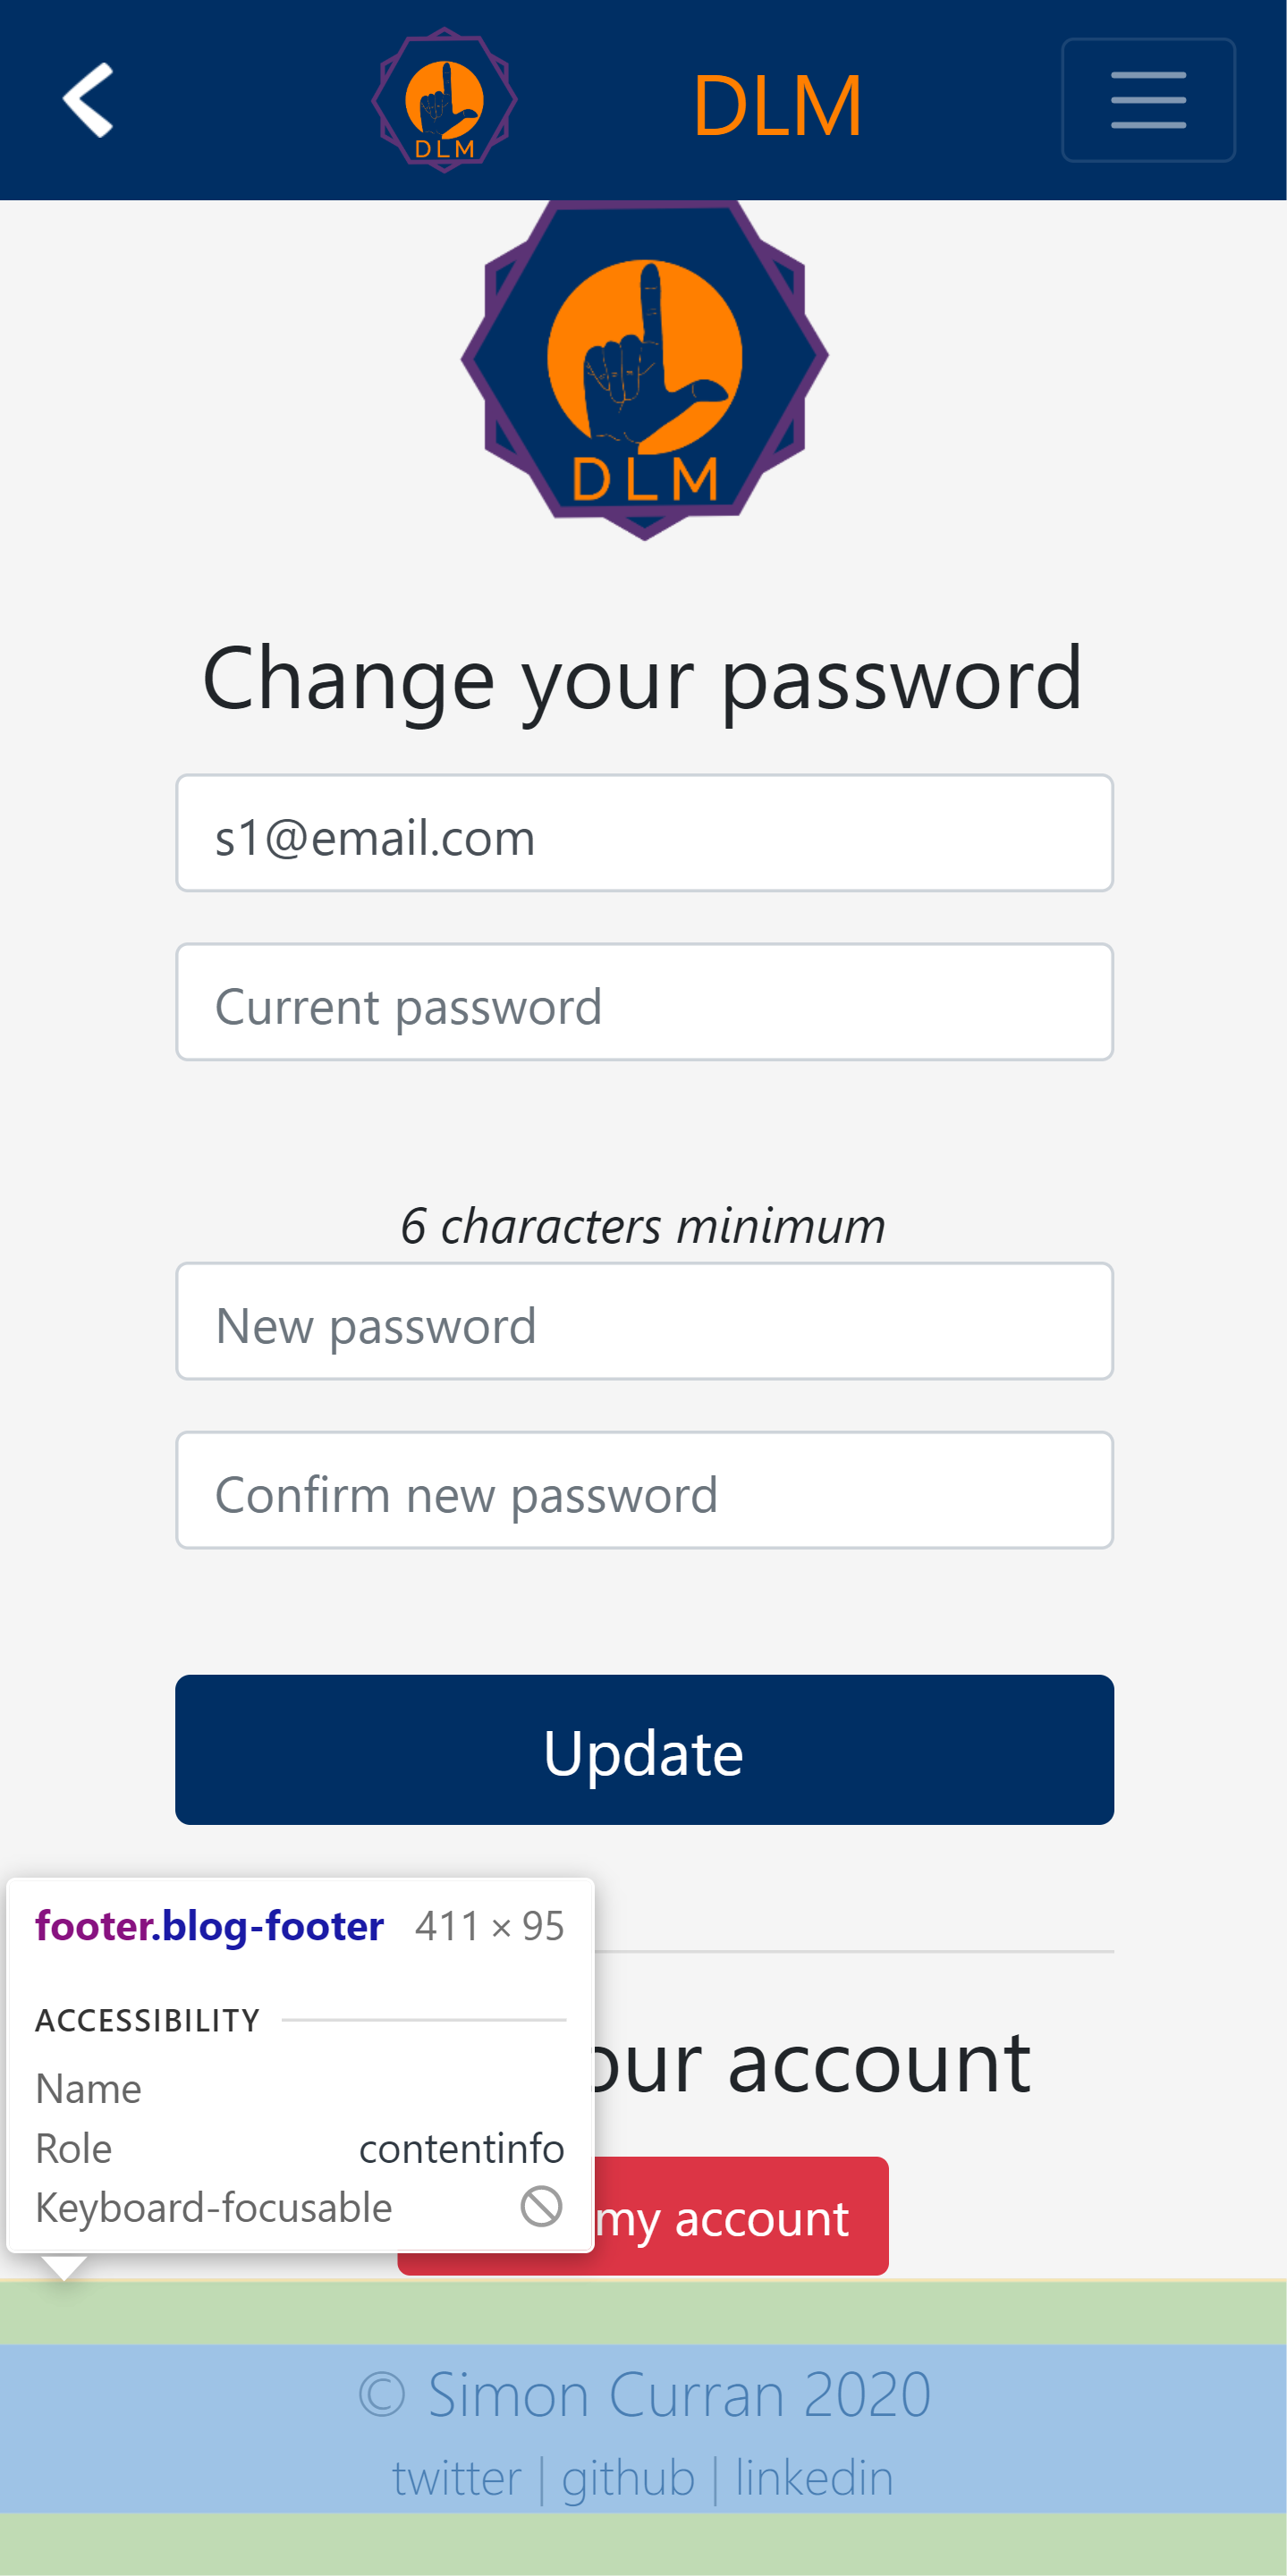 DLM
DLM
DLM
Change your password
s1@email.com
Current password
6 characters minimum
New password
Confirm new password
Update
footer.blog-footer 411 × 95
ACCESSIBILITY
our account
Name
Role contentinfo
Keyboard-focusable
my account
© Simon Curran 2020
twitter | github | linkedin